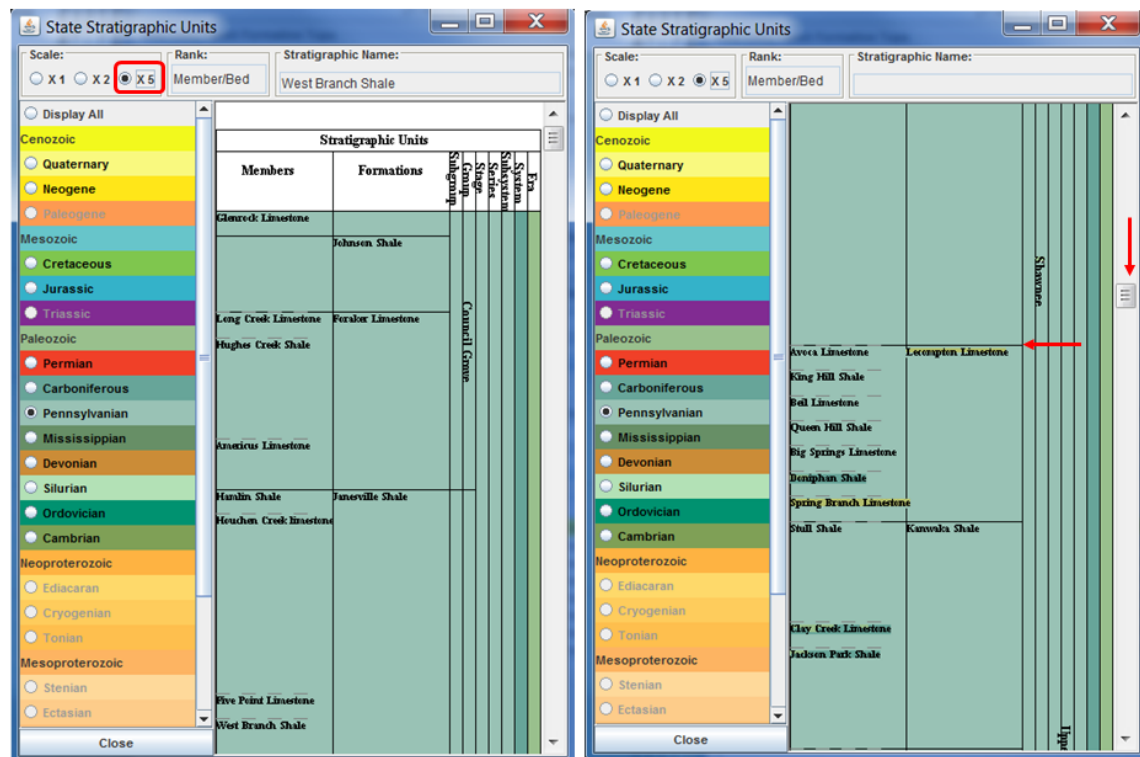 State Stratigraphic Units
Scale:
X 1 X 2 X 5
Rank:
Member/Bed
Stratigraphic Name:
West Branch Shale
Display All
Cenozoic
Quaternary
Neogene
Paleogene
Mesozoic
Cretaceous
Jurassic
Triassic
Paleozoic
Permian
Carboniferous
Pennsylvanian
Mississippian
Devonian
Silurian
Ordovician
Cambrian
Neoproterozoic
Ediacaran
Cryogenian
Tonian
Mesoproterozoic
Stenian
Ectasian
Close
Stratigraphic Units
Members
Formations
Subgroup
Group
Stage
Series
Subsystem
System
Era
Glenrock Limestone
Johnson Shale
Long Creek Limestone Foraker Limestone
Hughes Creek Shale
Council Grove
Americus Limestone
Hamlin Shale Janesville Shale
Houchen Creek limestone
Five Point Limestone
West Branch Shale
State Stratigraphic Units
Scale:
X 1 X 2 X 5
Rank:
Member/Bed
Stratigraphic Name:
Display All
Cenozoic
Quaternary
Neogene
Paleogene
Mesozoic
Cretaceous
Jurassic
Triassic
Paleozoic
Permian
Carboniferous
Pennsylvanian
Mississippian
Devonian
Silurian
Ordovician
Cambrian
Neoproterozoic
Ediacaran
Cryogenian
Tonian
Mesoproterozoic
Stenian
Ectasian
Close
Shawnee
Avoca Limestone Lecompton Limestone
King Hill Shale
Beil Limestone
Queen Hill Shale
Big Springs Limestone
Doniphan Shale
Spring Branch Limestone
Stull Shale Kanwaka Shale
Clay Creek Limestone
Jackson Park Shale